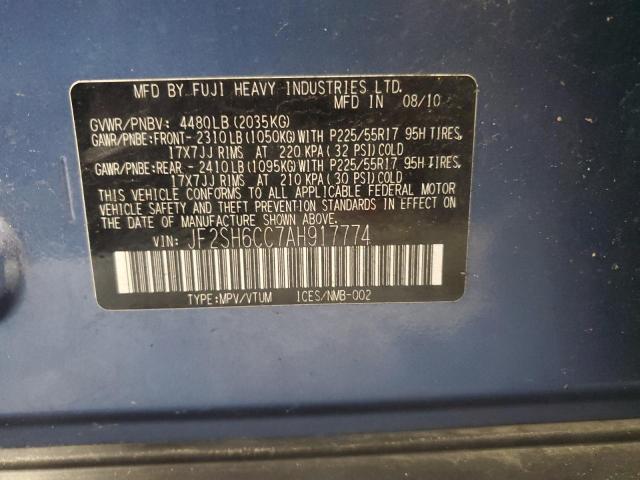 MFD BY FUJI HEAVY INDUSTRIES LTD.
MFD IN 08/10
GVWR/PNBV: 4480LB (2035KG)
GAWR/PNBE: FRONT-2310LB (1050KG) WITH P225/55R17 95H TIRES,
17X7JJ RIMS AT 220 KPA (32 PSI) COLD
GAWR/PNBE: REAR -2410LB (1095KG) WITH P225/55R17 95H TIRES,
17X7JJ RIMS AT 210 KPA (30 PSI) COLD
THIS VEHICLE CONFORMS TO ALL APPLICABLE FEDERAL MOTOR
VEHICLE SAFETY AND THEFT PREVENTION STANDARDS IN EFFECT ON
THE DATE OF MANUFACTURE SHOWN ABOVE.
VIN: JF2SH6CC7AH917774
TYPE:MPV/VTUM ICES/NMB-002